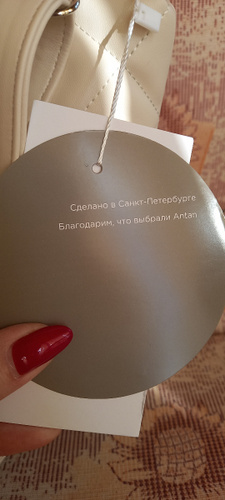 Сделано в Санкт-Петербурге
Благодарим, что выбрали Antan